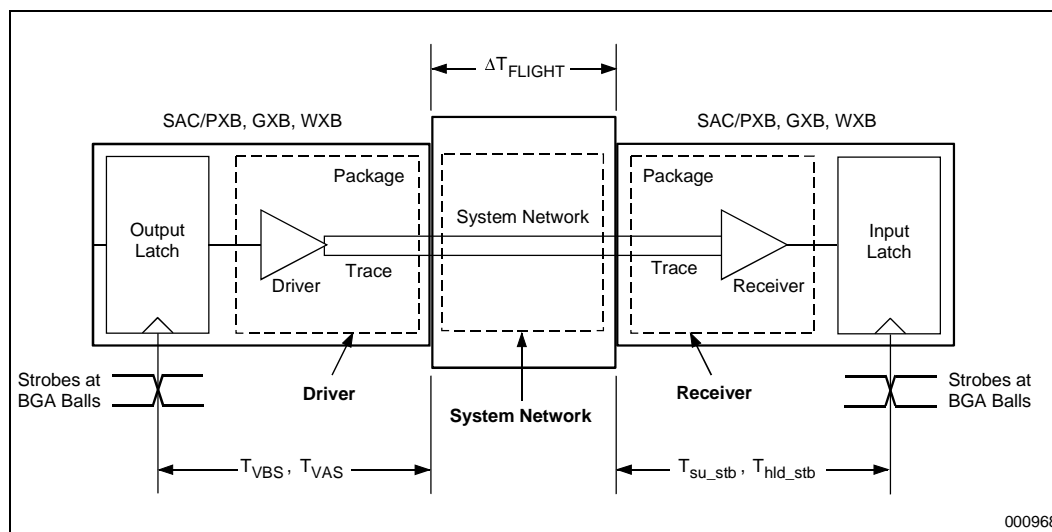 ΔT_FLIGHT
SAC/PXB, GXB, WXB
SAC/PXB, GXB, WXB
Package
Package
System Network
Output
Latch
Input
Latch
Trace
Trace
Driver
Receiver
Strobes at
BGA Balls
Driver
System Network
Receiver
Strobes at
BGA Balls
T_VBS , T_VAS
T_su_stb , T_hld_stb
000968